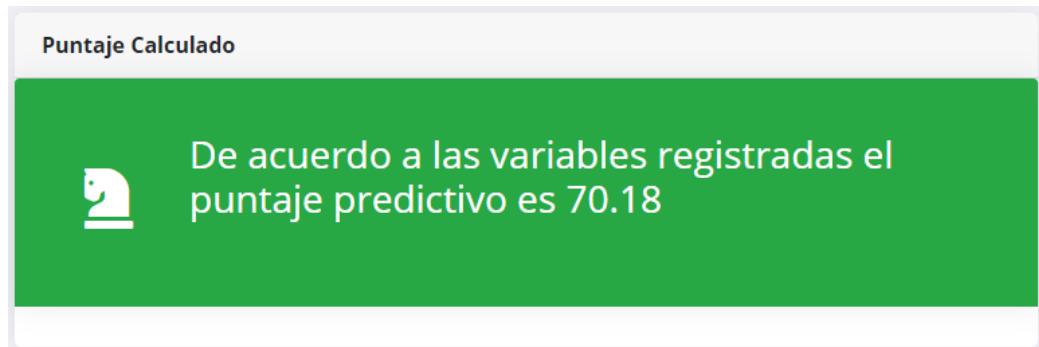 Puntaje Calculado
De acuerdo a las variables registradas el
puntaje predictivo es 70.18